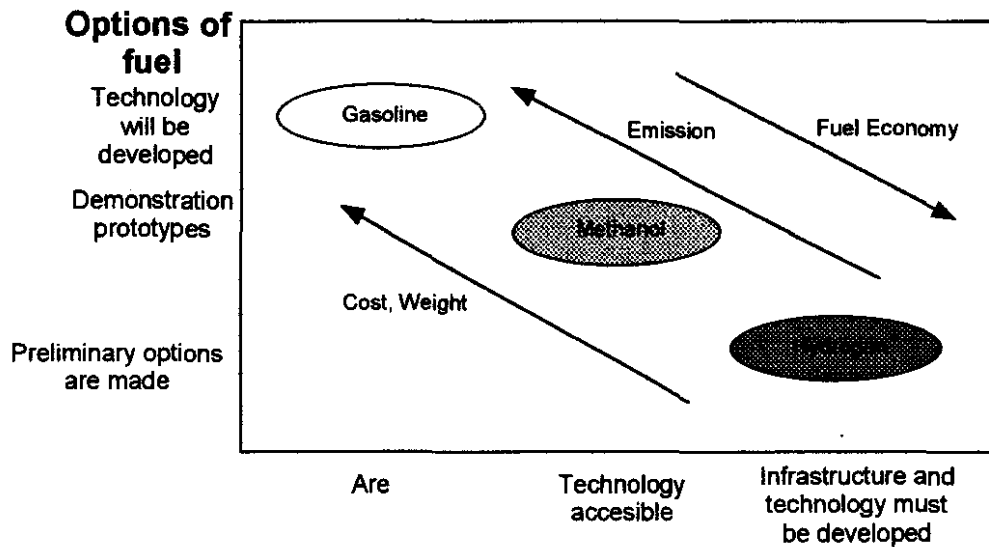 Options of
fuel
Technology
will be
developed
Gasoline
Emission
Fuel Economy
Demonstration
prototypes
Methanol
Cost, Weight
Hydrogen
Preliminary options
are made
Are
Technology
accesible
Infrastructure and
technology must
be developed